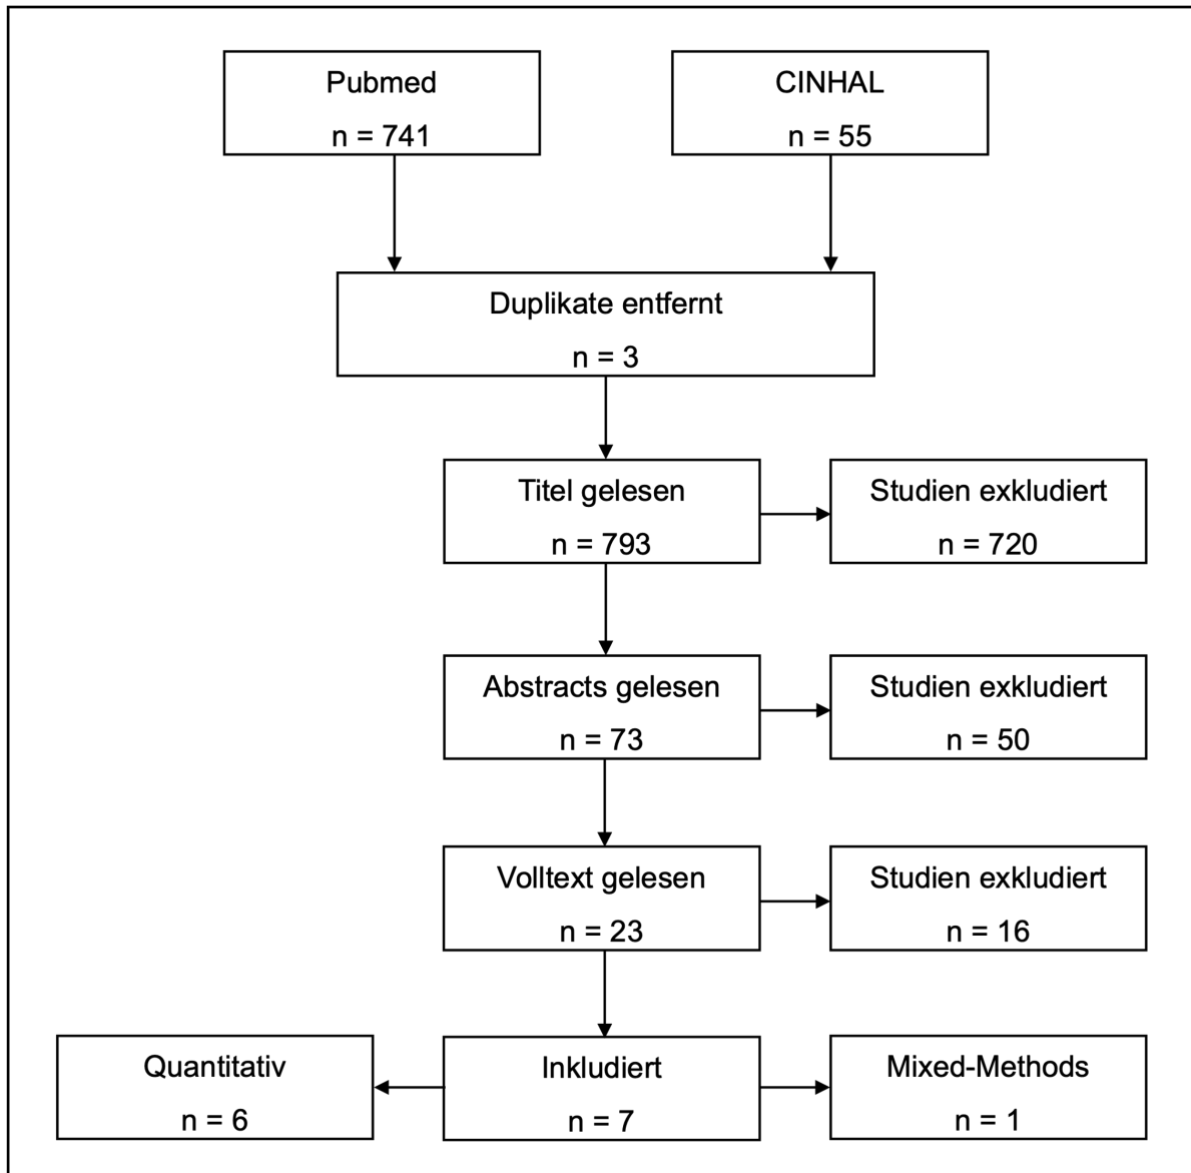 Pubmed
n = 741
CINHAL
n = 55
Duplikate entfernt
n = 3
Titel gelesen
n = 793
Studien exkludiert
n = 720
Abstracts gelesen
n = 73
Studien exkludiert
n = 50
Volltext gelesen
n = 23
Studien exkludiert
n = 16
Quantitativ
n = 6
Inkludiert
n = 7
Mixed-Methods
n = 1